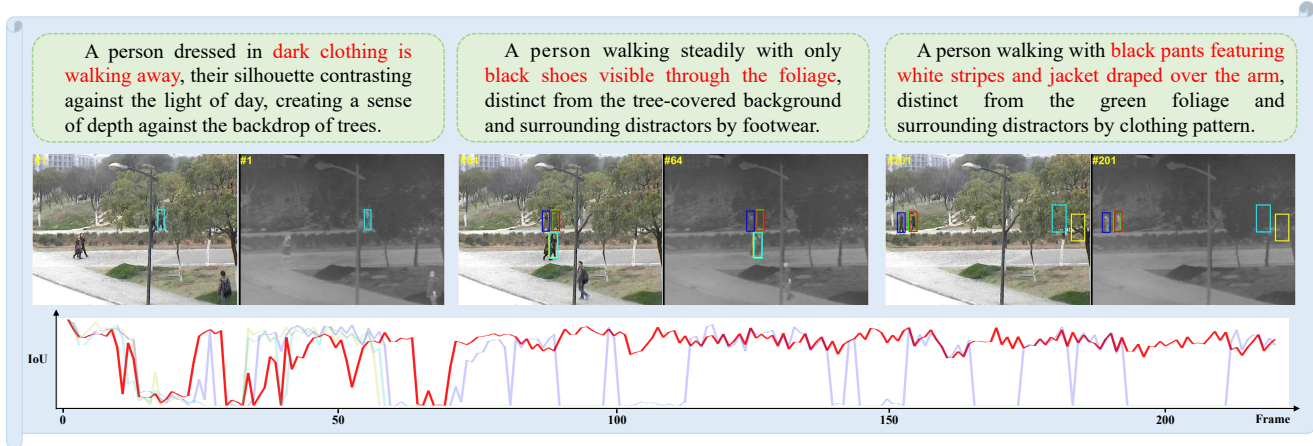 A person dressed in dark clothing is
walking away, their silhouette contrasting
against the light of day, creating a sense
of depth against the backdrop of trees.
A person walking steadily with only
black shoes visible through the foliage,
distinct from the tree-covered background
and surrounding distractors by footwear.
A person walking with black pants featuring
white stripes and jacket draped over the arm,
distinct from the green foliage and
surrounding distractors by clothing pattern.
#1
#1
#64
#64
#201
#201
IoU
0
50
100
150
200
Frame